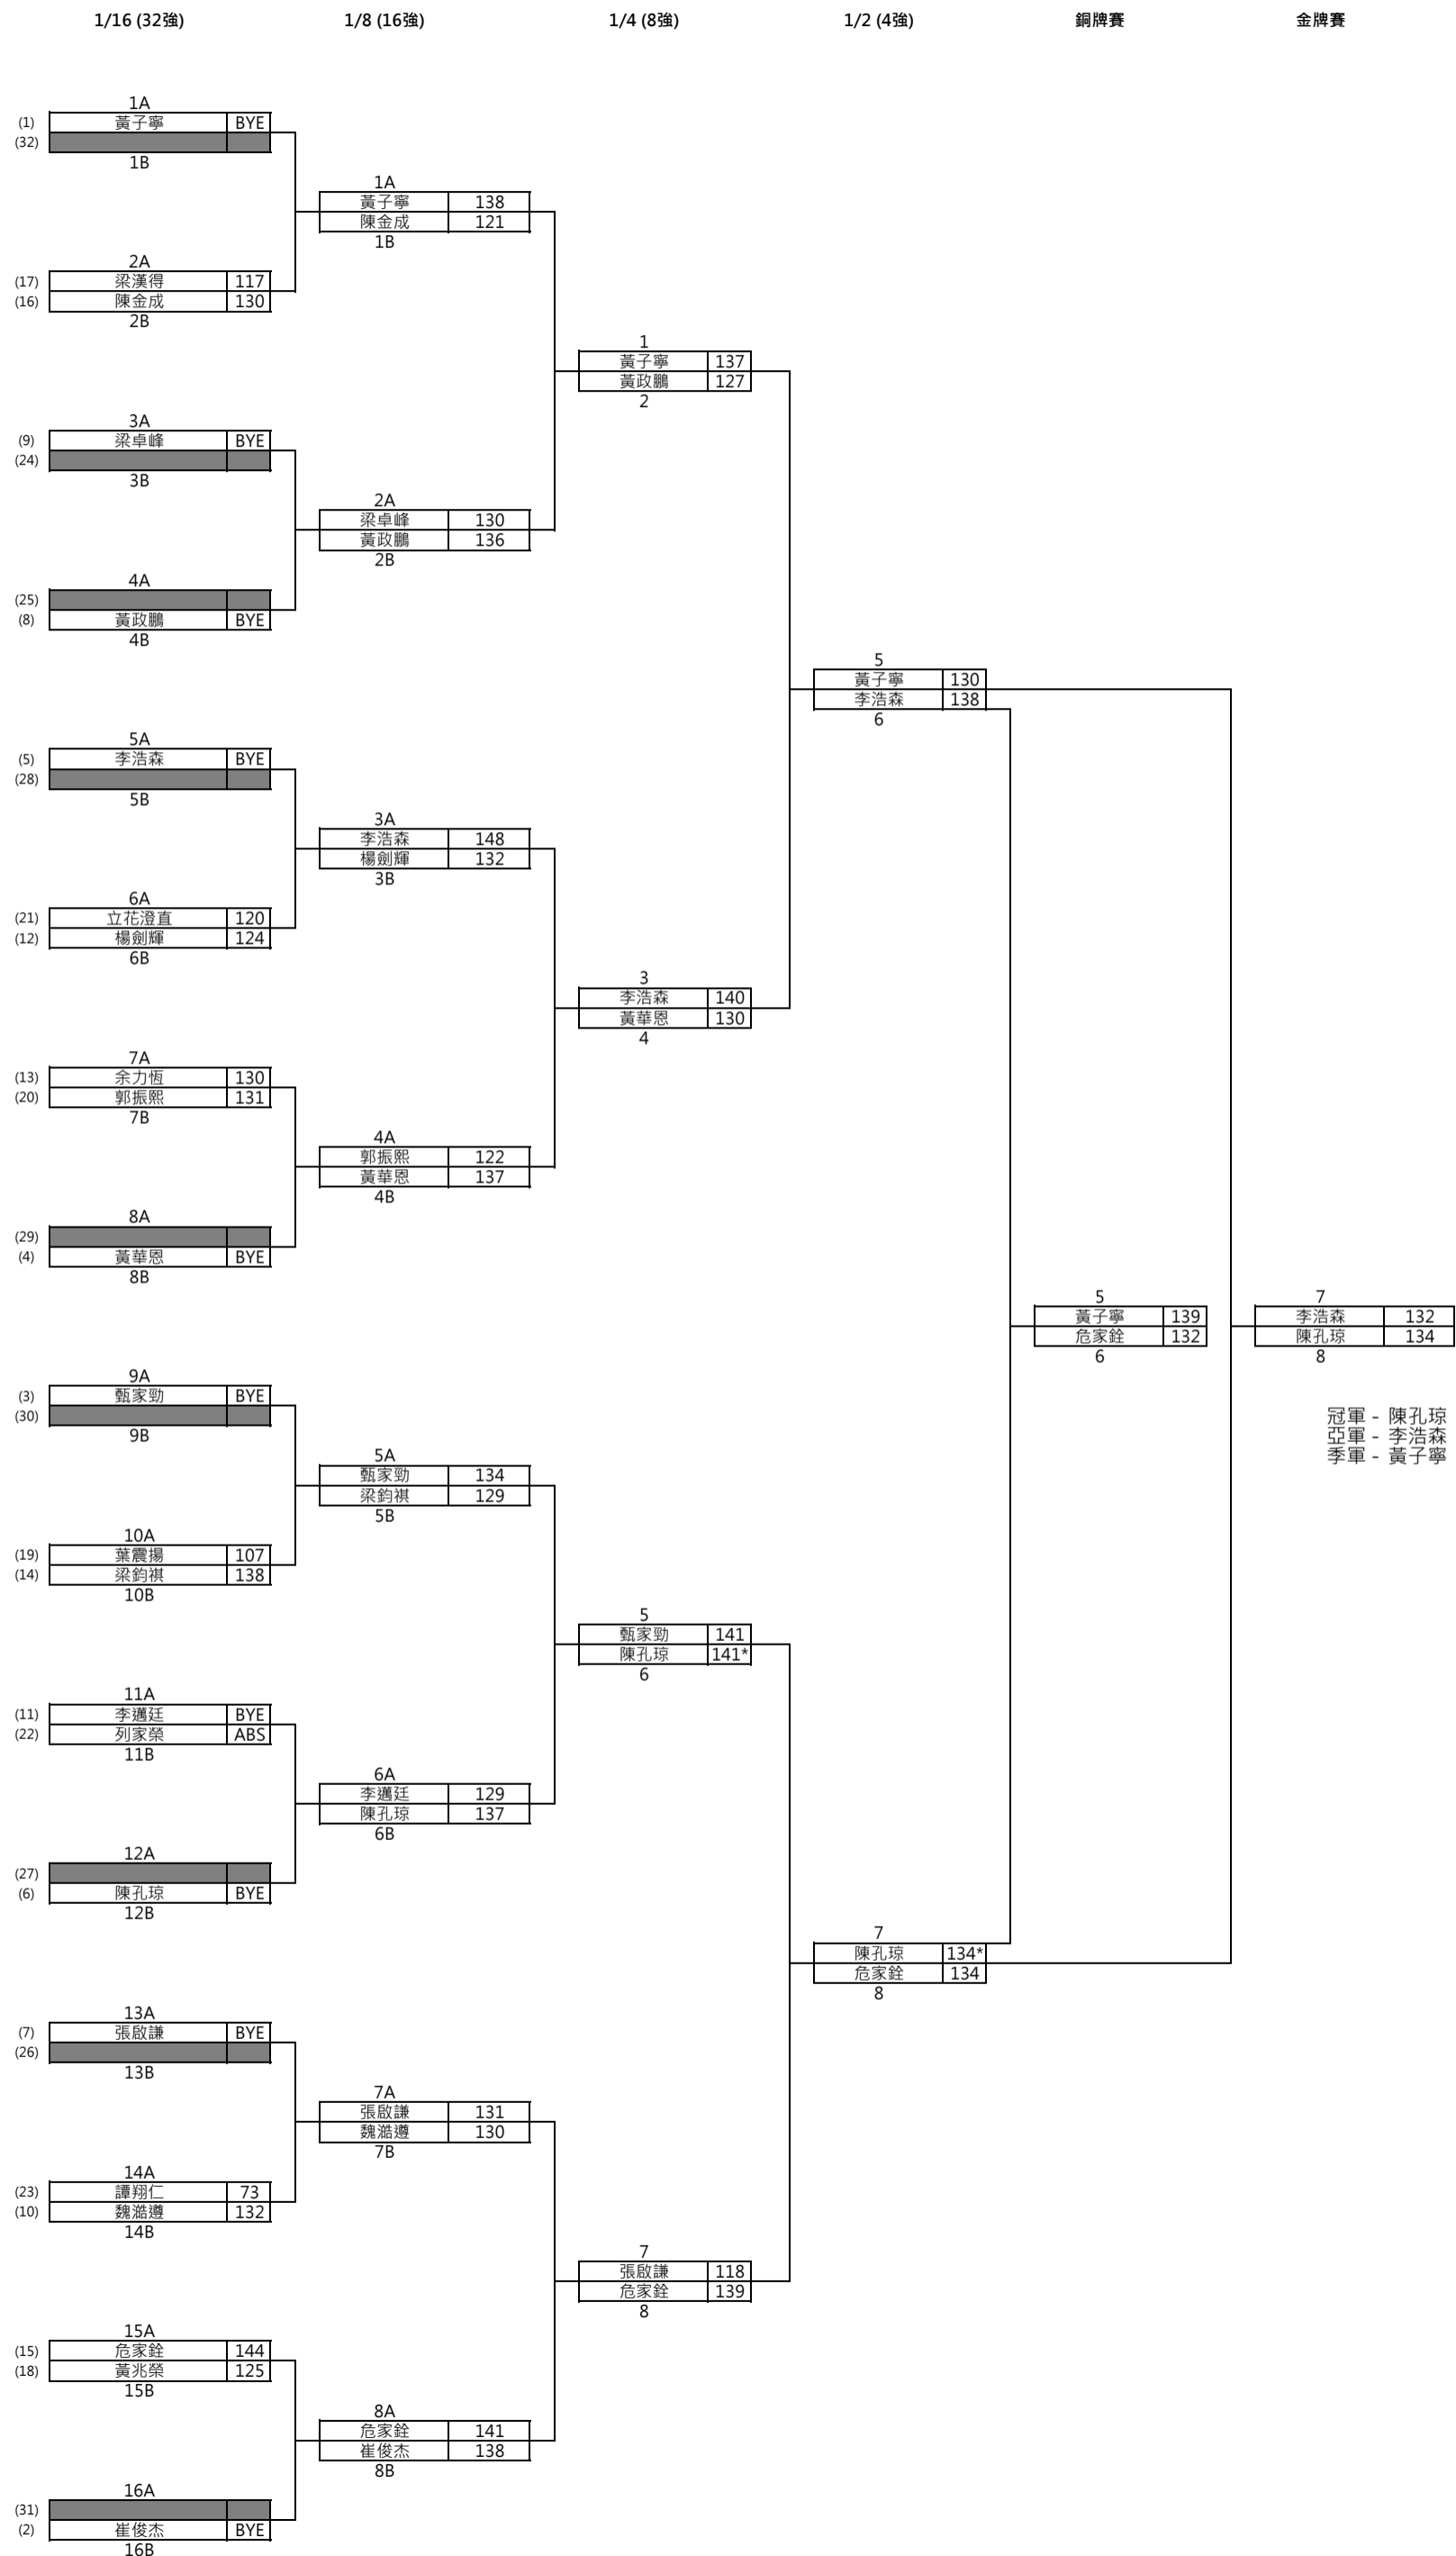 1/16 (32強) 1/8 (16強) 1/4 (8強) 1/2 (4強) 銅牌賽 金牌賽
1A
(1) 黃子寧 BYE
(32)
1B
1A
黃子寧 138
陳金成 121
1B
2A
(17) 梁漢得 117
(16) 陳金成 130
2B
1
黃子寧 137
黃政鵬 127
2
3A
(9) 梁卓峰 BYE
(24)
3B
2A
梁卓峰 130
黃政鵬 136
2B
4A
(25)
(8) 黃政鵬 BYE
4B
5
黃子寧 130
李浩森 138
6
5A
(5) 李浩森 BYE
(28)
5B
3A
李浩森 148
楊劍輝 132
3B
6A
(21) 立花澄直 120
(12) 楊劍輝 124
6B
3
李浩森 140
黃華恩 130
4
7A
(13) 余力恆 130
(20) 郭振熙 131
7B
4A
郭振熙 122
黃華恩 137
4B
8A
(29)
(4) 黃華恩 BYE
8B
5 7
黃子寧 139 李浩森 132
危家銓 132 陳孔琼 134
6 8
9A
(3) 甄家勁 BYE
(30)
9B
冠軍 - 陳孔琼
亞軍 - 李浩森
季軍 - 黃子寧
5A
甄家勁 134
梁鈞祺 129
5B
10A
(19) 葉震揚 107
(14) 梁鈞祺 138
10B
5
甄家勁 141
陳孔琼 141*
6
11A
(11) 李邁廷 BYE
(22) 列家榮 ABS
11B
6A
李邁廷 129
陳孔琼 137
6B
12A
(27)
(6) 陳孔琼 BYE
12B
7
陳孔琼 134*
危家銓 134
8
13A
(7) 張啟謙 BYE
(26)
13B
7A
張啟謙 131
魏澔遵 130
7B
14A
(23) 譚翔仁 73
(10) 魏澔遵 132
14B
7
張啟謙 118
危家銓 139
8
15A
(15) 危家銓 144
(18) 黃兆榮 125
15B
8A
危家銓 141
崔俊杰 138
8B
16A
(31)
(2) 崔俊杰 BYE
16B